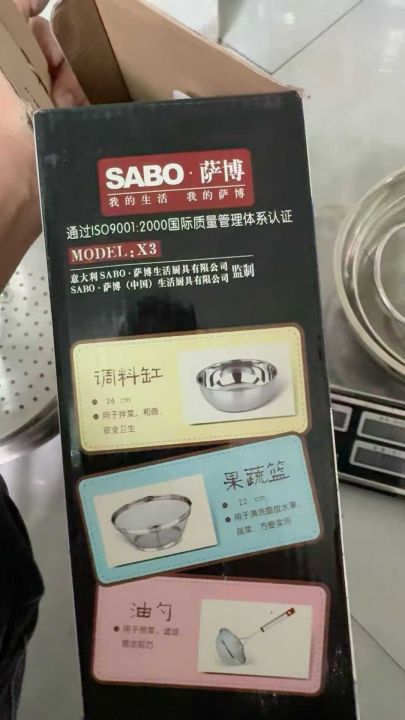 SABO·萨博
我的生活 我的萨博
通过ISO9001:2000国际质量管理体系认证
MODEL:X3
意大利SABO·萨博生活厨具有限公司
SABO·萨博(中国)生活厨具有限公司
监制
调料缸
● 26 cm
● 用于拌菜、和面,
安全卫生
果蔬篮
● 22 cm
● 用于清洗盛放水果、
蔬菜、方便实用
油勺
● 用于捞菜、滤油,